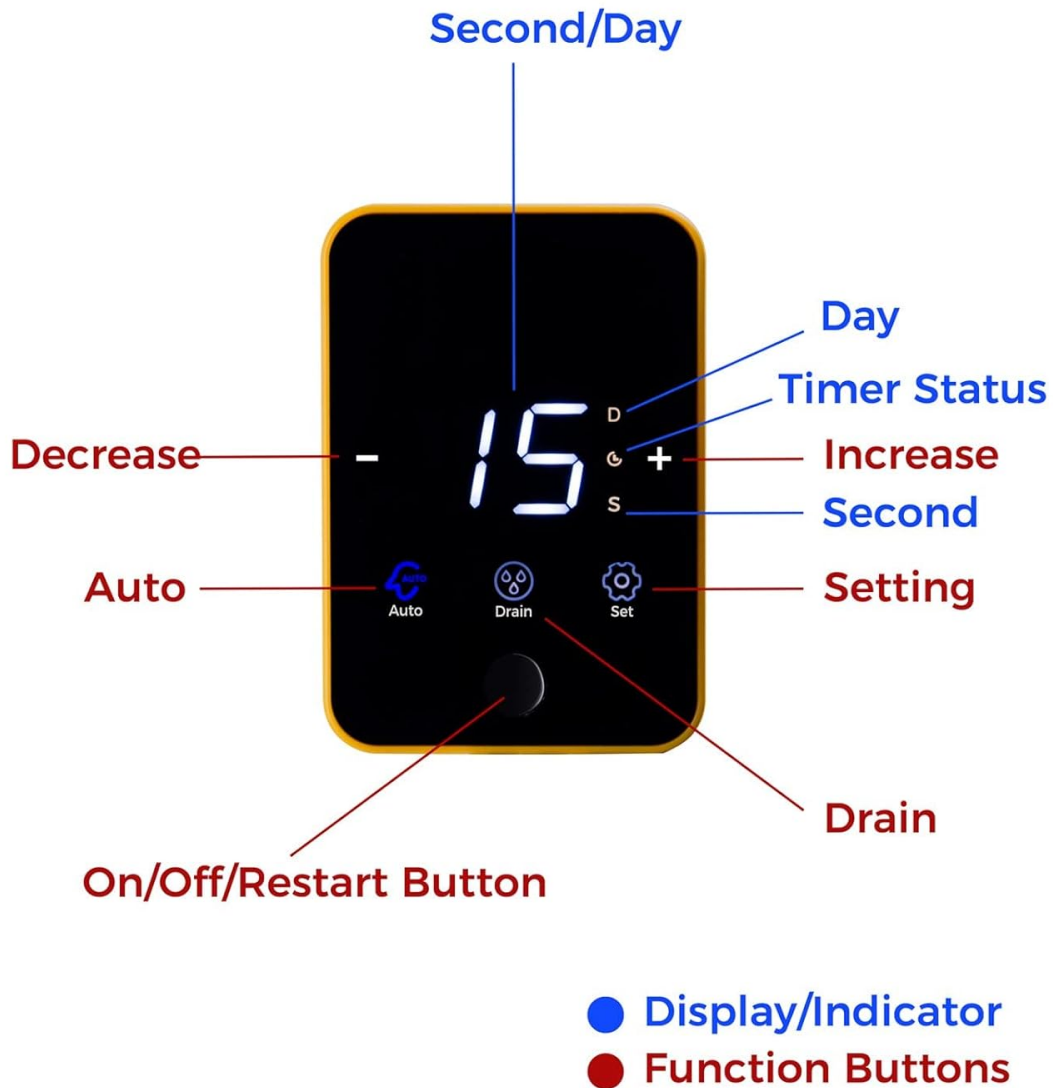 Second/Day
Day
Timer Status
Decrease
-
15
D
+
Increase
S
Second
Auto
AUTO
Auto
Drain
Set
Setting
Drain
On/Off/Restart Button
Display/Indicator
Function Buttons